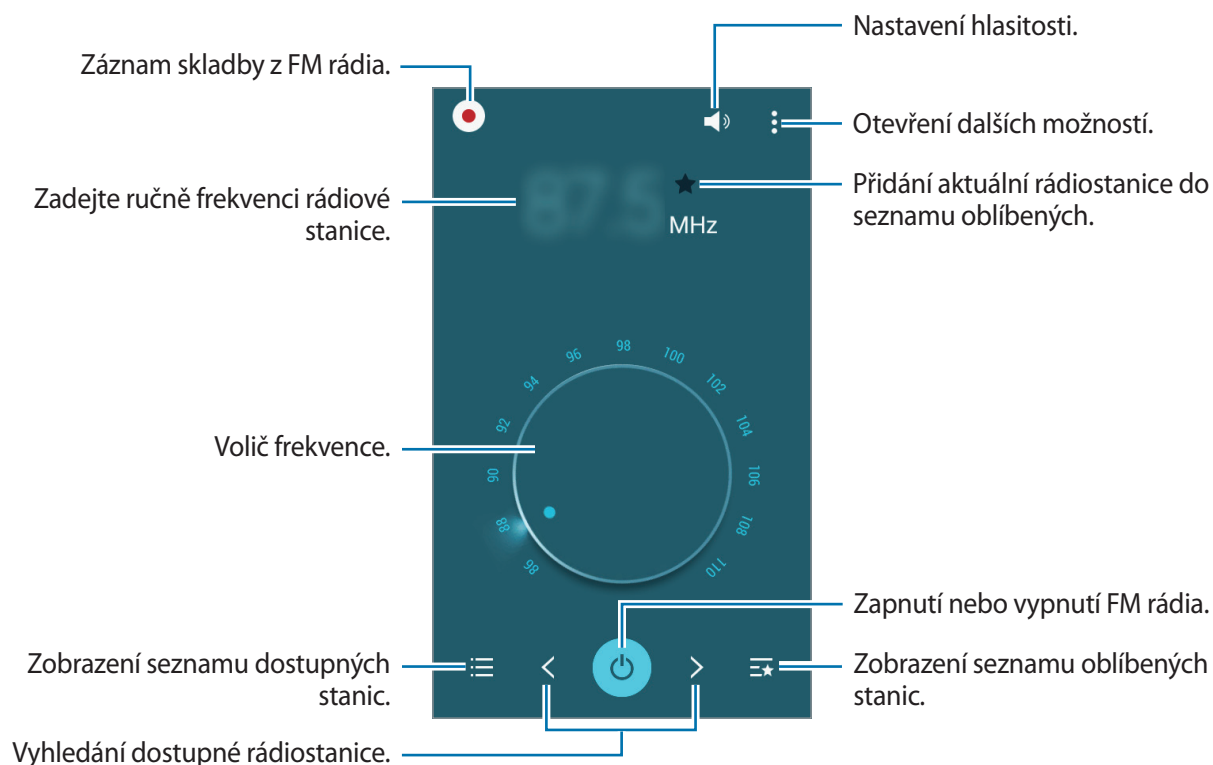 Nastavení hlasitosti.
Záznam skladby z FM rádia.
Otevření dalších možností.
Zadejte ručně frekvenci rádiové
stanice.
87.5
MHz
Přidání aktuální rádiostanice do
seznamu oblíbených.
86
88
90
92
94
96
98
100
102
104
106
108
110
Volič frekvence.
Zapnutí nebo vypnutí FM rádia.
Zobrazení seznamu dostupných
stanic.
Zobrazení seznamu oblíbených
stanic.
Vyhledání dostupné rádiostanice.